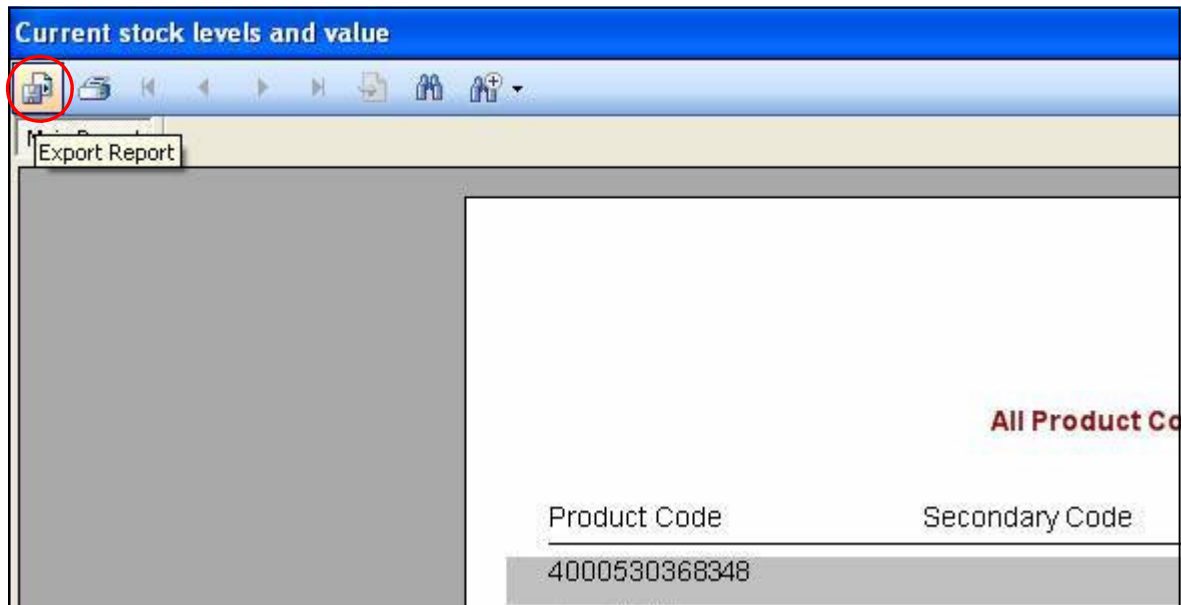 Current stock levels and value
Export Report
All Product Co
Product Code Secondary Code
4000530368348